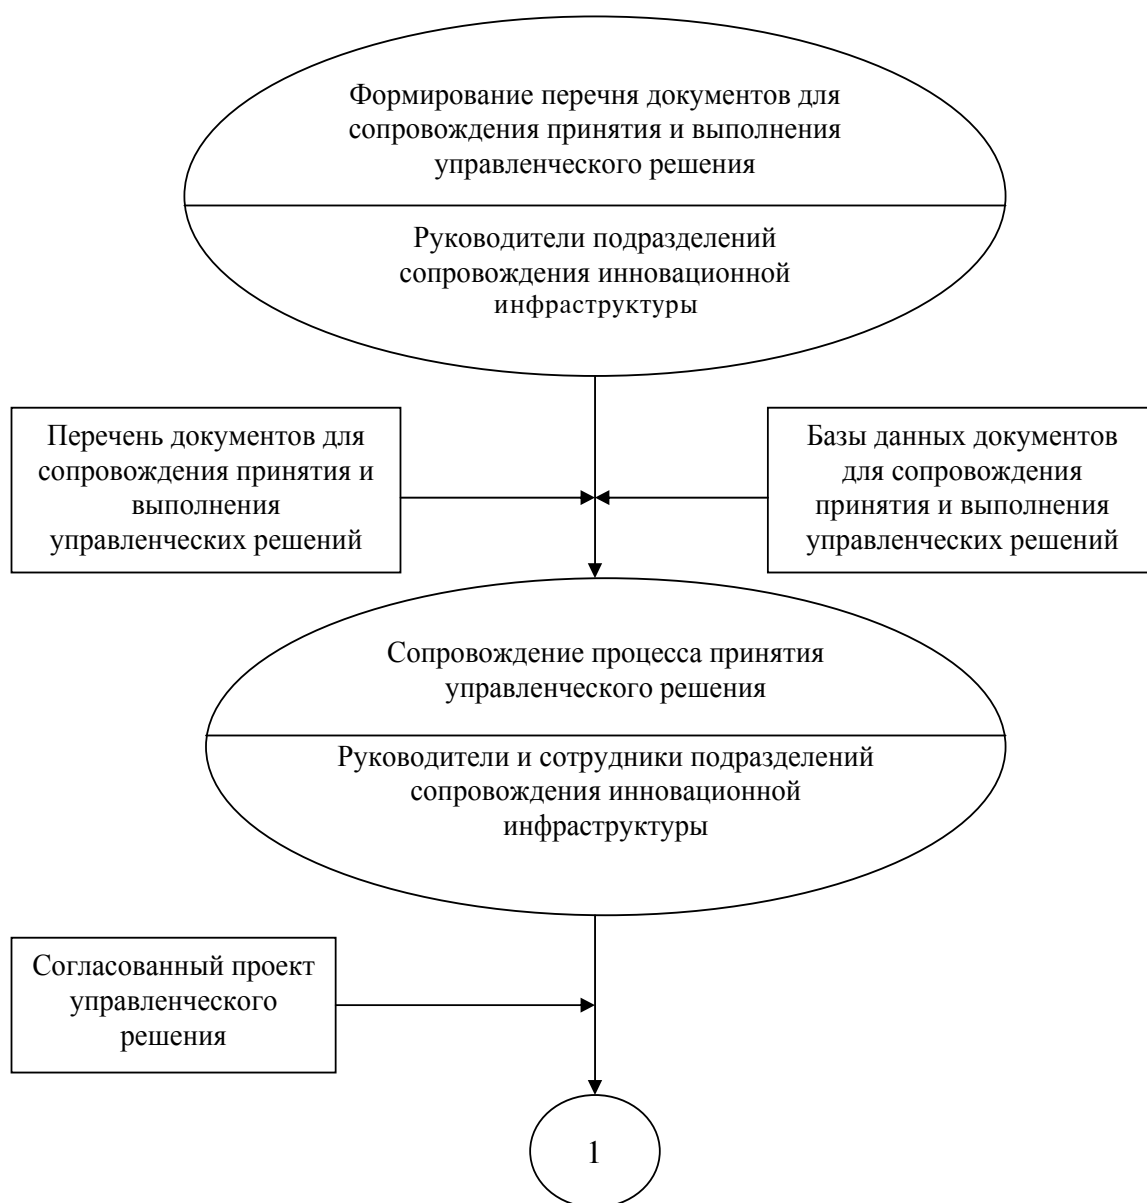 Формирование перечня документов для
сопровождения принятия и выполнения
управленческого решения
Руководители подразделений
сопровождения инновационной
инфраструктуры
Перечень документов для
сопровождения принятия и
выполнения
управленческих решений
Базы данных документов
для сопровождения
принятия и выполнения
управленческих решений
Сопровождение процесса принятия
управленческого решения
Руководители и сотрудники подразделений
сопровождения инновационной
инфраструктуры
Согласованный проект
управленческого
решения
1